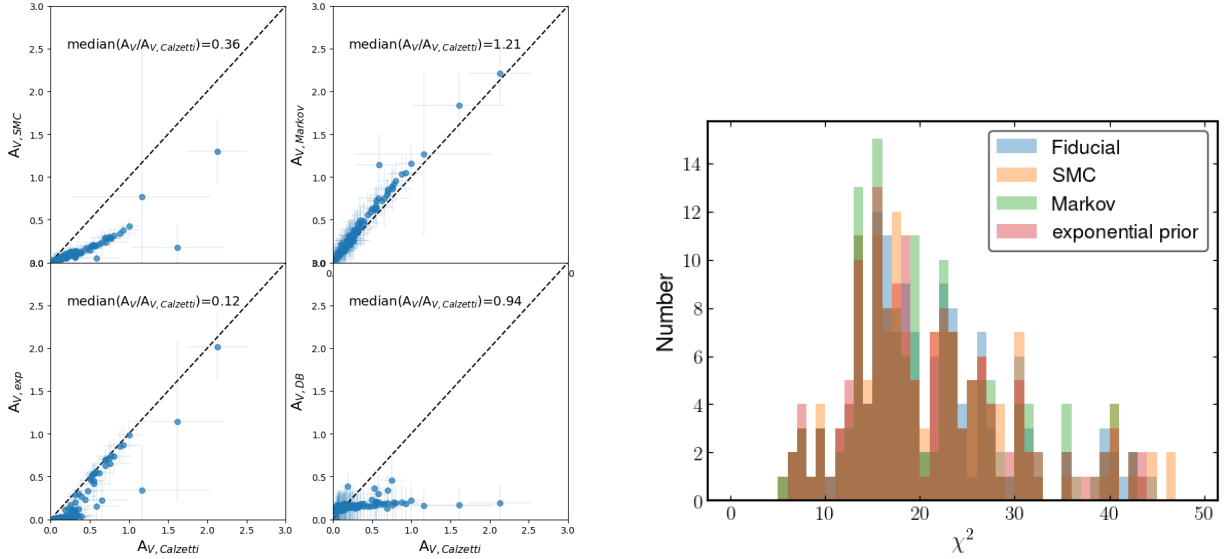 3.0
2.5
2.0
1.5
1.0
0.5
0.0
A_V,SMC
median(A_V/A_V,Calzetti)=0.36
3.0
2.5
2.0
1.5
1.0
0.5
A_V,Markov
median(A_V/A_V,Calzetti)=1.21
0.0
0.0
2.5
2.0
1.5
1.0
0.5
0.0
A_V,exp
median(A_V/A_V,Calzetti)=0.12
0.0 0.5 1.0 1.5 2.0 2.5 3.0
A_V,Calzetti
2.5
2.0
1.5
1.0
0.5
0.0
A_V,DB
median(A_V/A_V,Calzetti)=0.94
0.0 0.5 1.0 1.5 2.0 2.5 3.0
A_V,Calzetti
14
12
10
8
6
4
2
0
Number
Fiducial
SMC
Markov
exponential prior
0 10 20 30 40 50
χ²